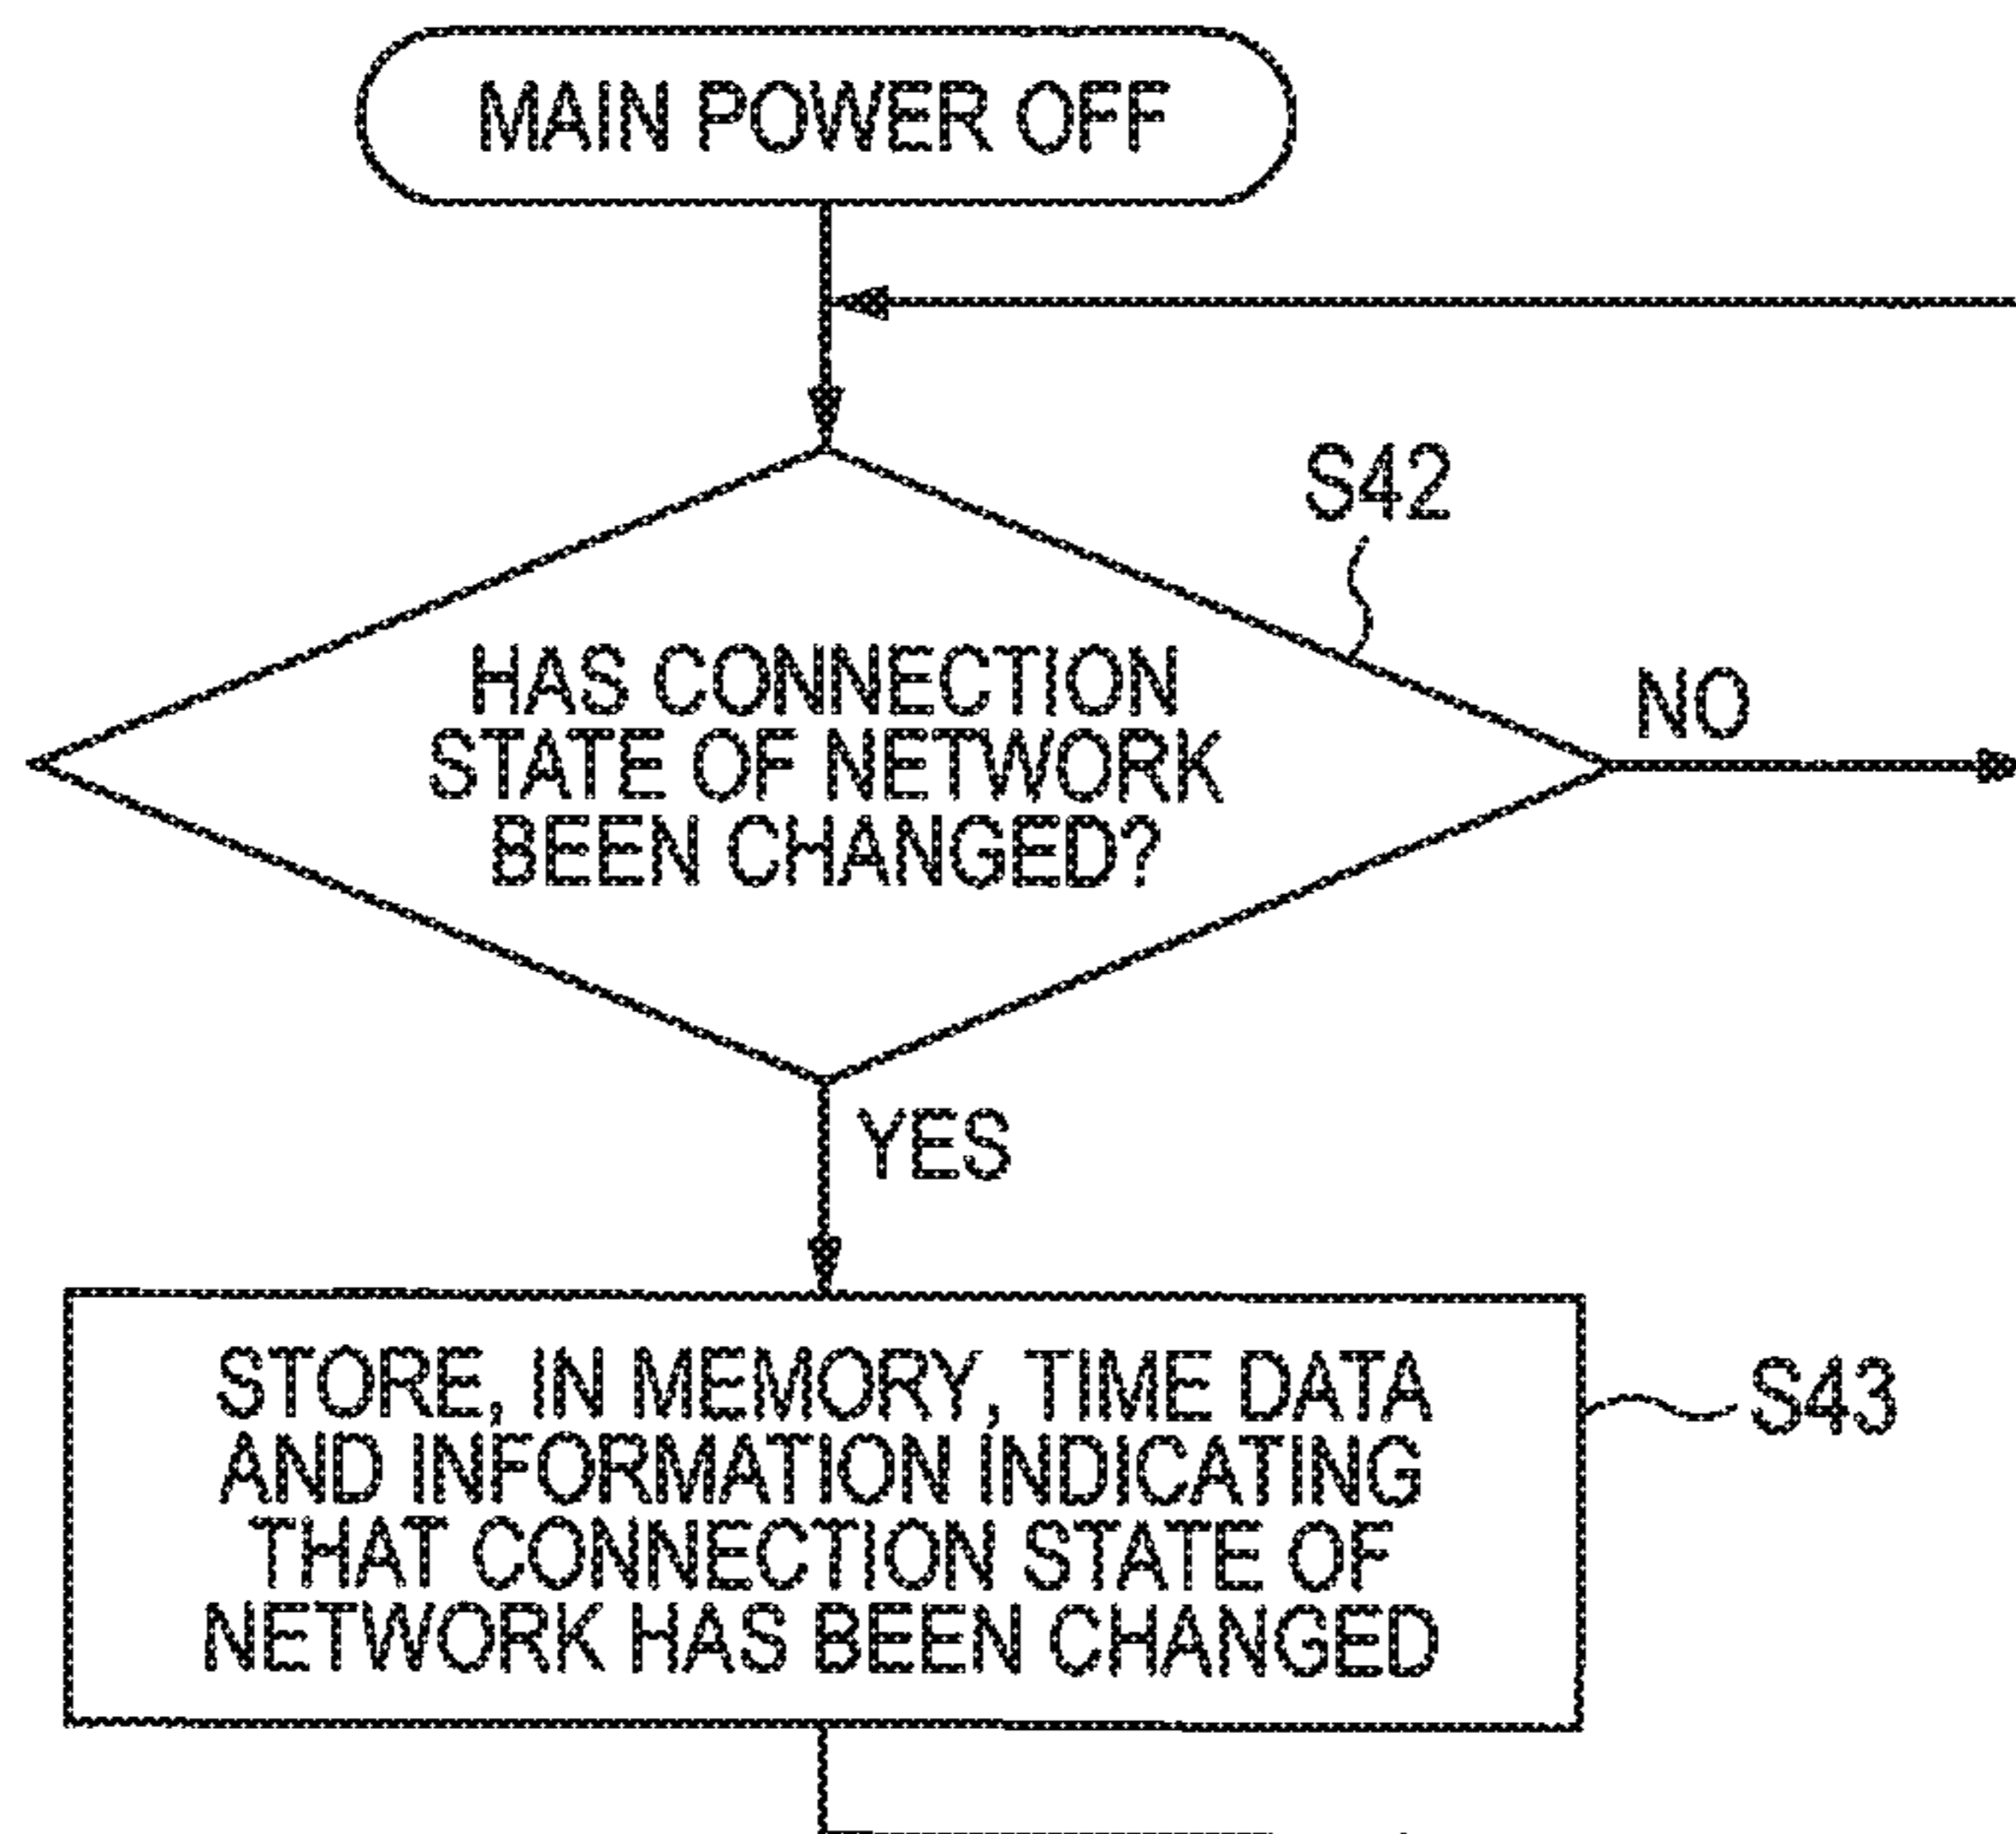 MAIN POWER OFF
S42
HAS CONNECTION
STATE OF NETWORK
BEEN CHANGED?
NO
YES
STORE, IN MEMORY, TIME DATA
AND INFORMATION INDICATING
THAT CONNECTION STATE OF
NETWORK HAS BEEN CHANGED
S43